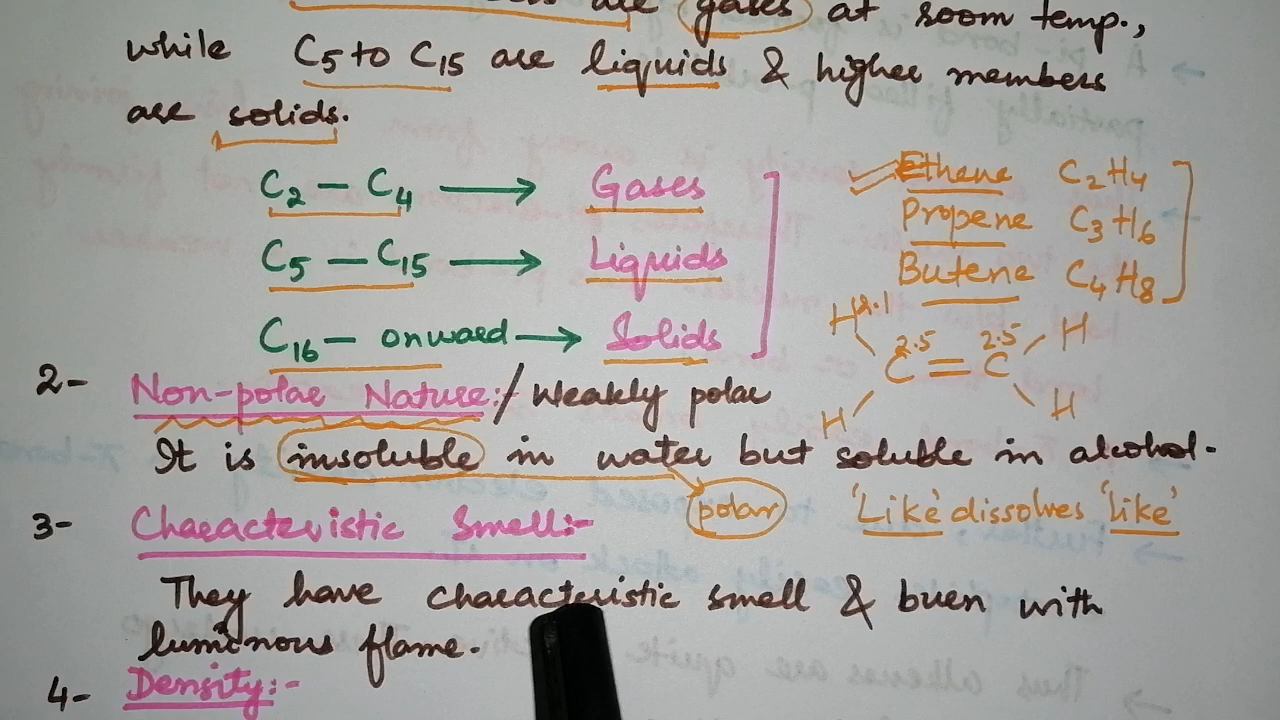 are gases at room temp.,
while C5 to C15 are liquids & higher members
are solids.
C2 – C4 → Gases
C5 – C15 → Liquids
C16 – onward → Solids
Ethene C2H4
Propene C3H6
Butene C4H8
H 2.1 H
2.5 2.5
C = C
H H
2- Non-polar Nature:- / Weakly polar
It is insoluble in water but soluble in alcohol.
polar 'Like' dissolves 'like'
3- Characteristic Smell:-
They have characteristic smell & burn with
luminous flame.
4- Density:-